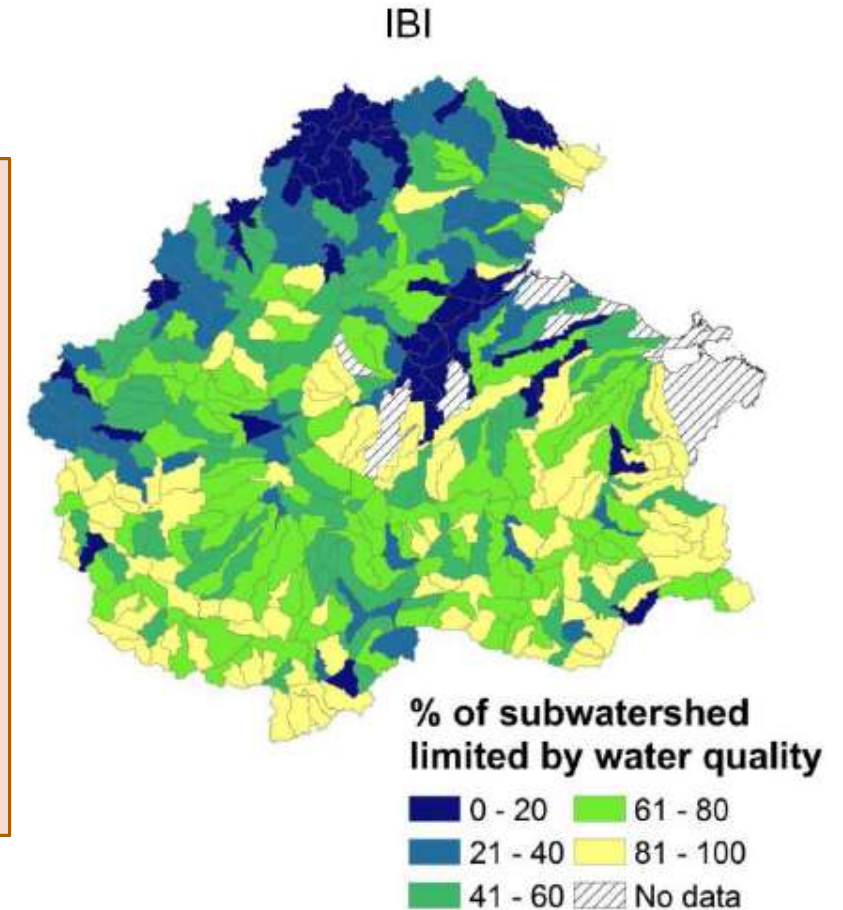 IBI
% of subwatershed
limited by water quality
0 - 20
61 - 80
21 - 40
81 - 100
41 - 60
No data